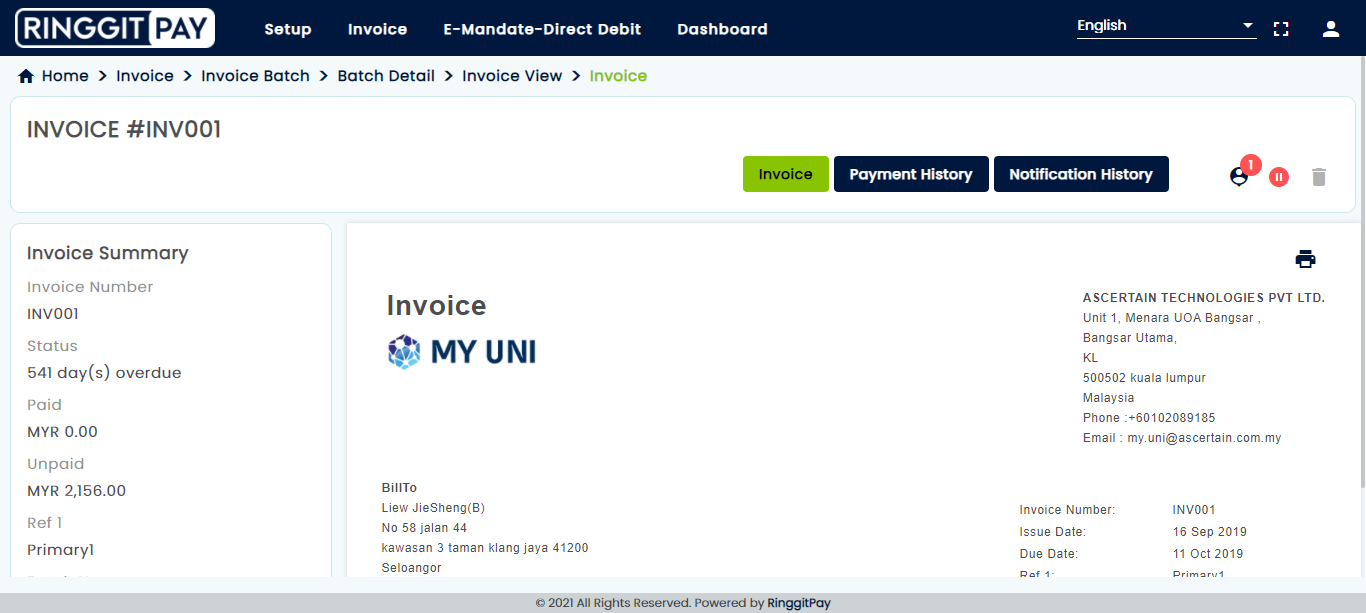 RINGGIT PAY
Setup Invoice E-Mandate-Direct Debit Dashboard English
Home > Invoice > Invoice Batch > Batch Detail > Invoice View > Invoice
INVOICE #INV001
Invoice Payment History Notification History 1
Invoice Summary
Invoice Number
INV001
Status
541 day(s) overdue
Paid
MYR 0.00
Unpaid
MYR 2,156.00
Ref 1
Primary1
Invoice
MY UNI
ASCERTAIN TECHNOLOGIES PVT LTD.
Unit 1, Menara UOA Bangsar ,
Bangsar Utama,
KL
500502 kuala lumpur
Malaysia
Phone :+60102089185
Email : my.uni@ascertain.com.my
BillTo
Liew JieSheng(B)
No 58 jalan 44
kawasan 3 taman klang jaya 41200
Seloangor
Invoice Number: INV001
Issue Date: 16 Sep 2019
Due Date: 11 Oct 2019
Ref 1: Primary1
© 2021 All Rights Reserved. Powered by RinggitPay